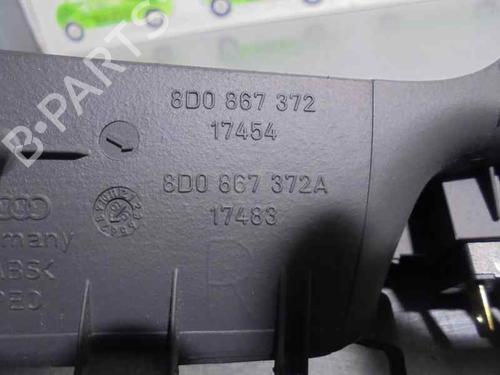 B-PARTS
8D0 867 372
17454
8D0 867 372A
17483
R
many
ABSK